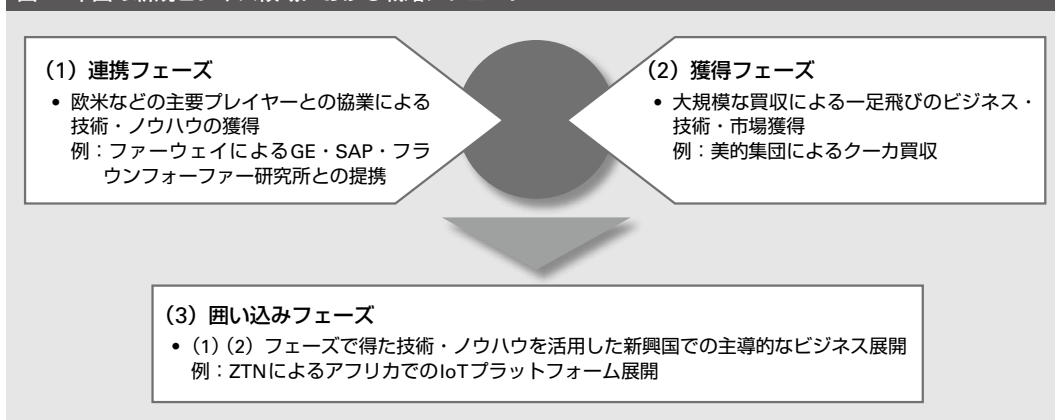 (1) 連携フェーズ
• 欧米などの主要プレイヤーとの協業による
技術・ノウハウの獲得
例：ファーウェイによるGE・SAP・フラ
ウンフォーファー研究所との提携
(2) 獲得フェーズ
• 大規模な買収による一足飛びのビジネス・
技術・市場獲得
例：美的集団によるクーカ買収
(3) 囲い込みフェーズ
• (1)(2) フェーズで得た技術・ノウハウを活用した新興国での主導的なビジネス展開
例：ZTNによるアフリカでのIoTプラットフォーム展開